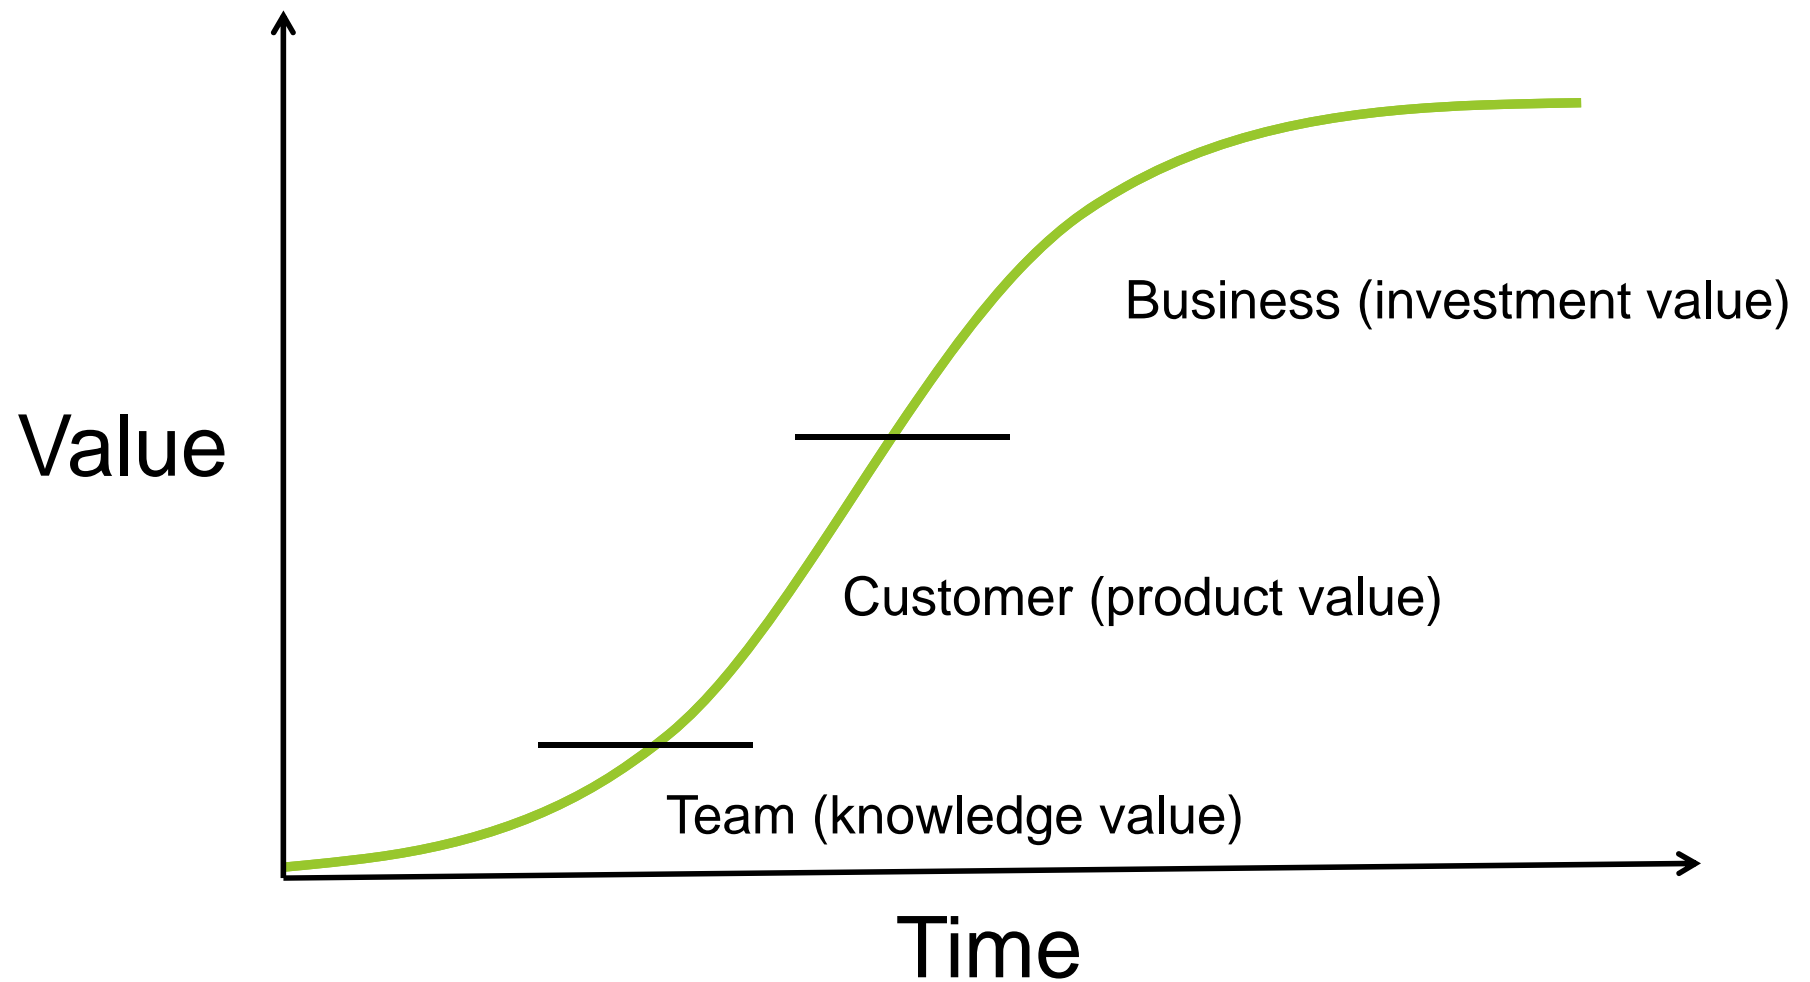 Business (investment value)
Value
Customer (product value)
Team (knowledge value)
Time